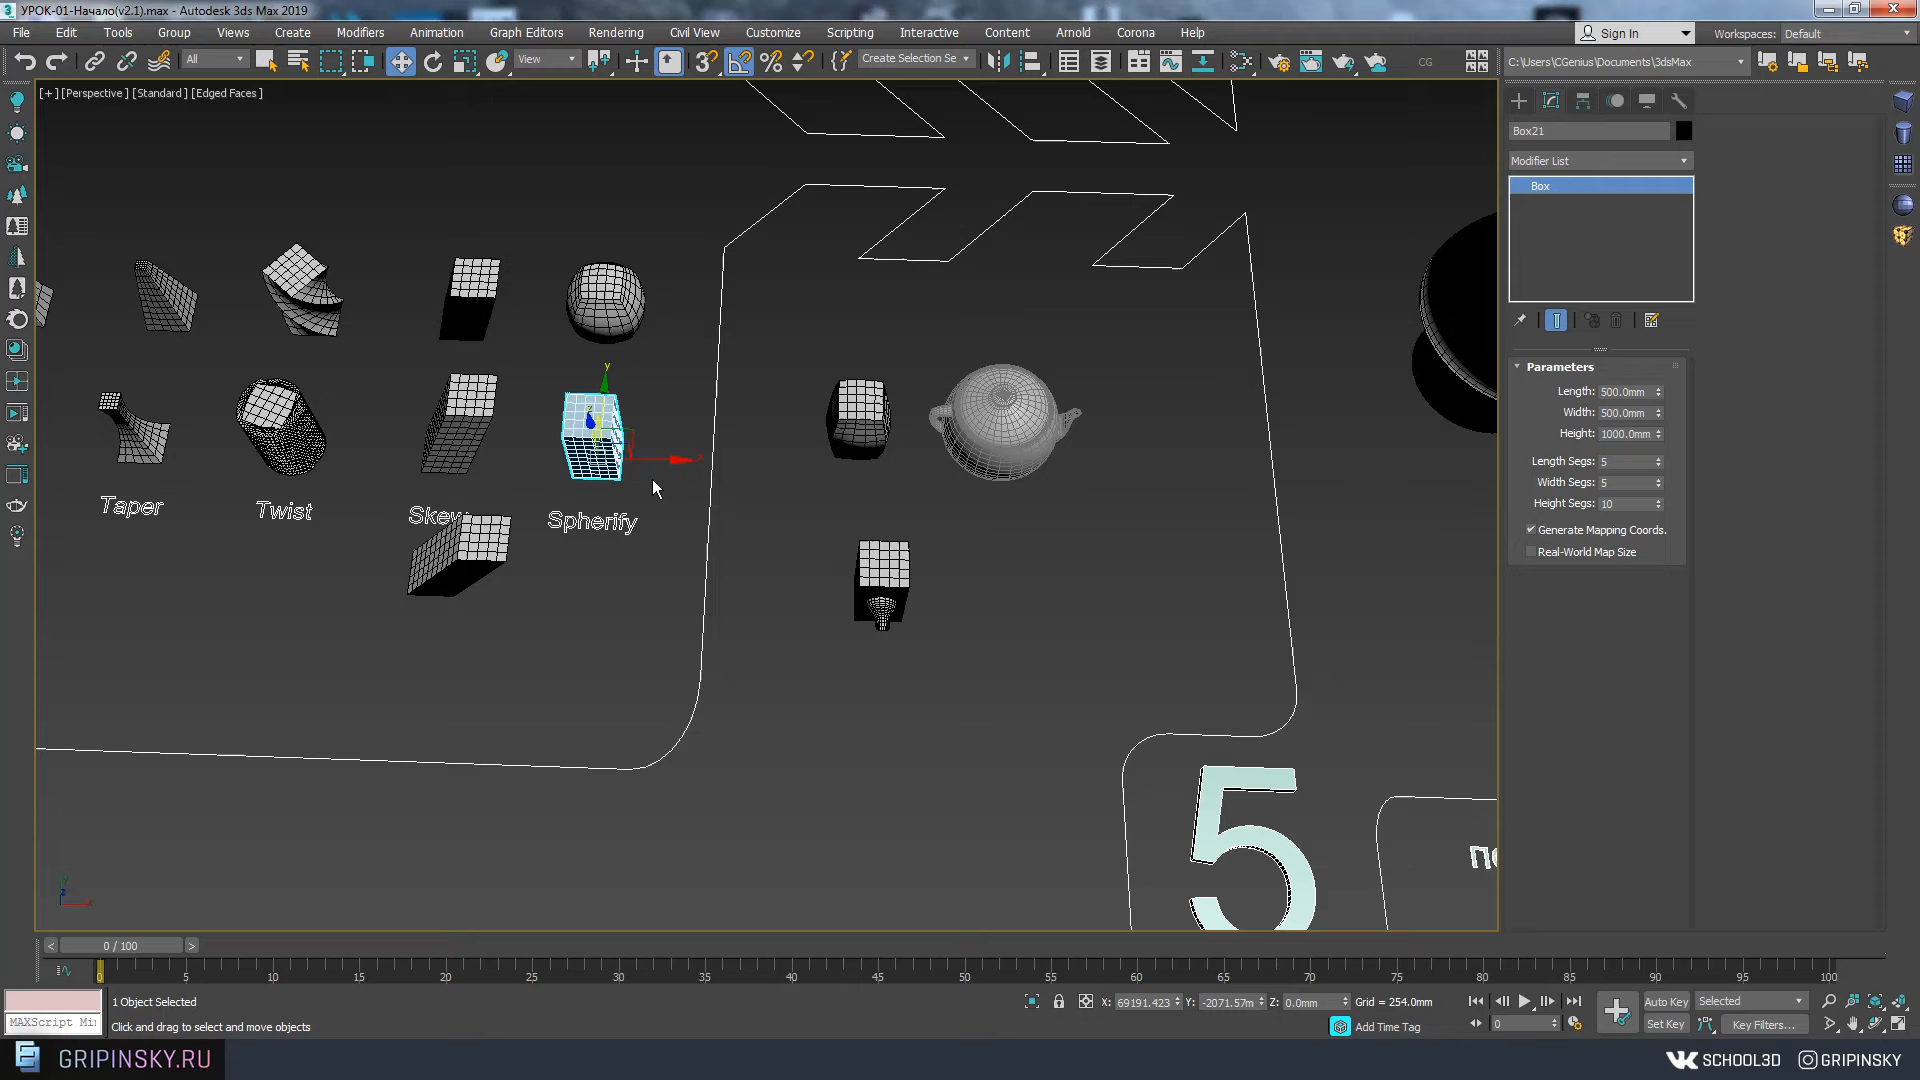 УРОК-01-Начало(v2.1).max - Autodesk 3ds Max 2019
File Edit Tools Group Views Create Modifiers Animation Graph Editors Rendering Civil View Customize Scripting Interactive Content Arnold Corona Help Sign In Workspaces: Default
All View Create Selection Se CG C:\Users\CGenius\Documents\3dsMax
[+] [Perspective ] [Standard ] [Edged Faces ]
Box21
Modifier List
Box
Parameters
Length: 500.0mm
Width: 500.0mm
Height: 1000.0mm
Length Segs: 5
Width Segs: 5
Height Segs: 10
Generate Mapping Coords.
Real-World Map Size
y
z
x
Taper Twist Skew Spherify
5
0 / 100
0 5 10 15 20 25 30 35 40 45 50 55 60 65 70 75 80 85 90 95 100
1 Object Selected X: 69191.423 Y: -2071.57m Z: 0.0mm Grid = 254.0mm Auto Key Selected
MAXScript Mi Click and drag to select and move objects Add Time Tag 0 Set Key Key Filters...
GRIPINSKY.RU SCHOOL3D GRIPINSKY